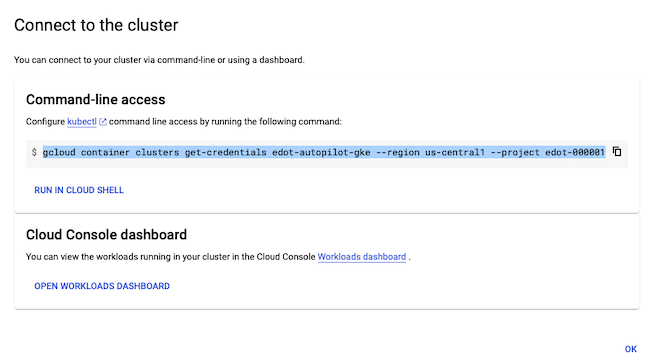 Connect to the cluster
You can connect to your cluster via command-line or using a dashboard.
Command-line access
Configure kubectl command line access by running the following command:
$ gcloud container clusters get-credentials edot-autopilot-gke --region us-central1 --project edot-000001
RUN IN CLOUD SHELL
Cloud Console dashboard
You can view the workloads running in your cluster in the Cloud Console Workloads dashboard .
OPEN WORKLOADS DASHBOARD
OK